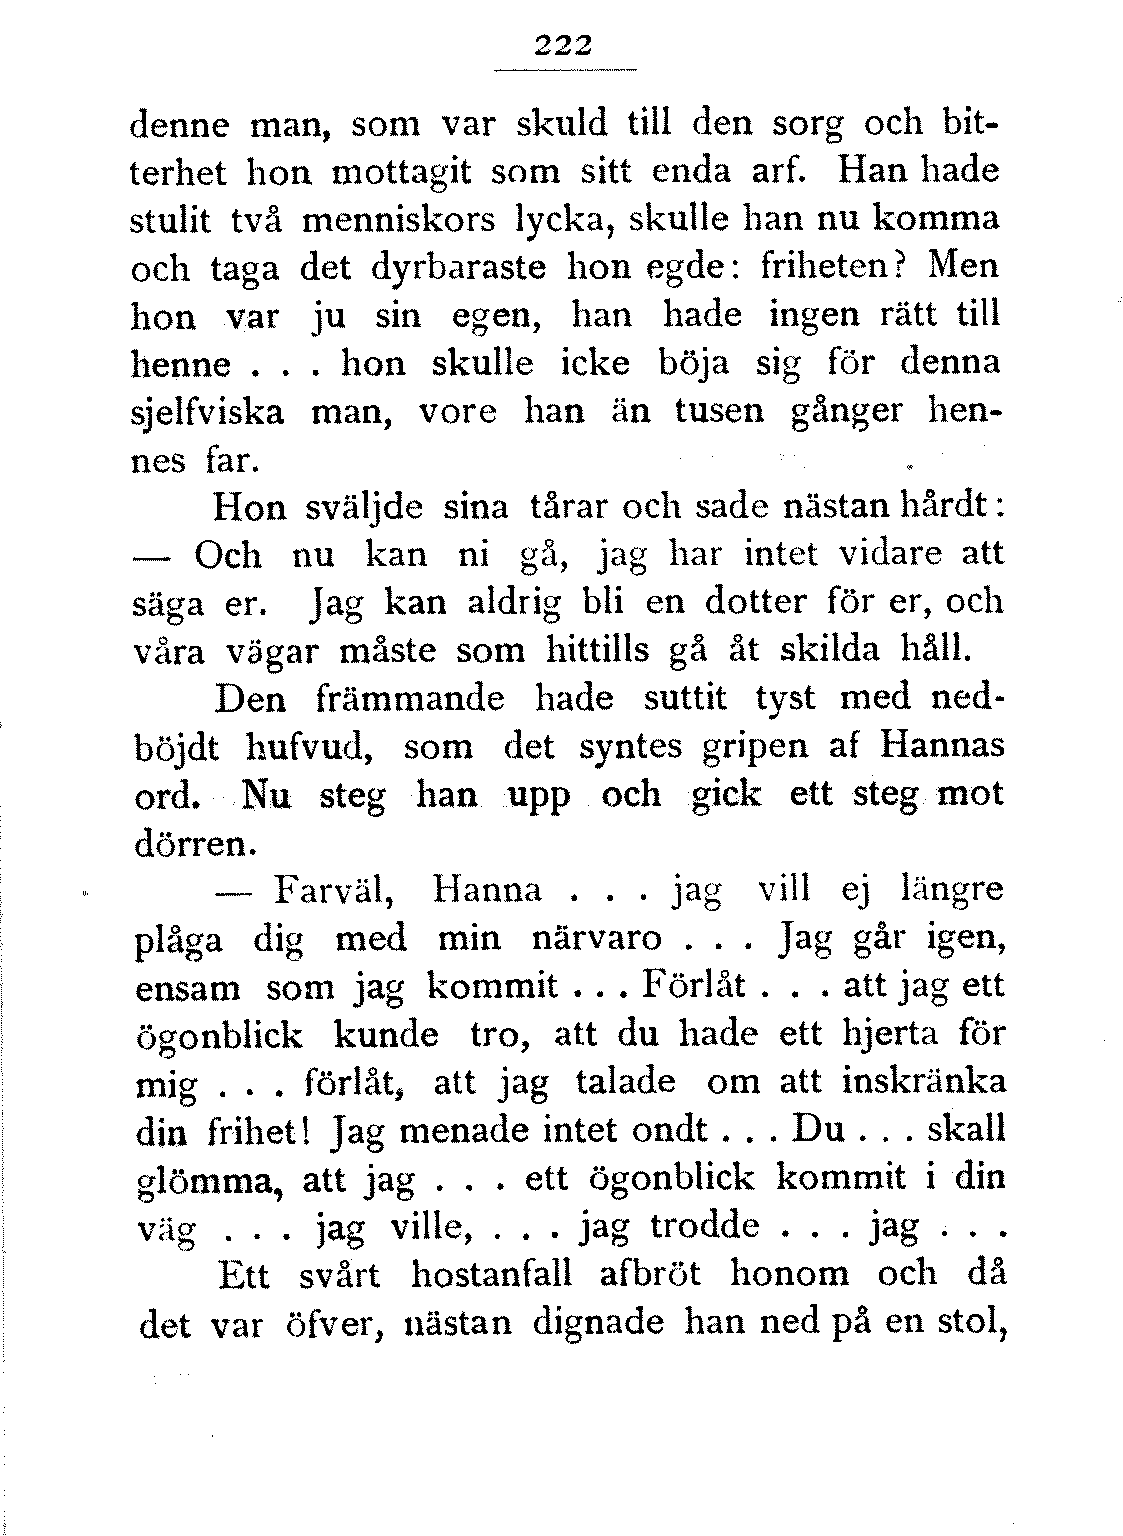 222
denne man, som var skuld till den sorg och bit-
terhet hon mottagit som sitt enda arf. Han hade
stulit två menniskors lycka, skulle han nu komma
och taga det dyrbaraste hon egde: friheten? Men
hon var ju sin egen, han hade ingen rätt till
henne . . . hon skulle icke böja sig för denna
sjelfviska man, vore han än tusen gånger hen-
nes far.
Hon sväljde sina tårar och sade nästan hårdt:
— Och nu kan ni gå, jag har intet vidare att
säga er. Jag kan aldrig bli en dotter för er, och
våra vägar måste som hittills gå åt skilda håll.
Den främmande hade suttit tyst med ned-
böjdt hufvud, som det syntes gripen af Hannas
ord. Nu steg han upp och gick ett steg mot
dörren.
— Farväl, Hanna . . . jag vill ej längre
plåga dig med min närvaro . . . Jag går igen,
ensam som jag kommit . . . Förlåt . . . att jag ett
ögonblick kunde tro, att du hade ett hjerta för
mig . . . förlåt, att jag talade om att inskränka
din frihet! Jag menade intet ondt . . . Du . . . skall
glömma, att jag . . . ett ögonblick kommit i din
väg . . . jag ville, . . . jag trodde . . . jag . . .
Ett svårt hostanfall afbröt honom och då
det var öfver, nästan dignade han ned på en stol,